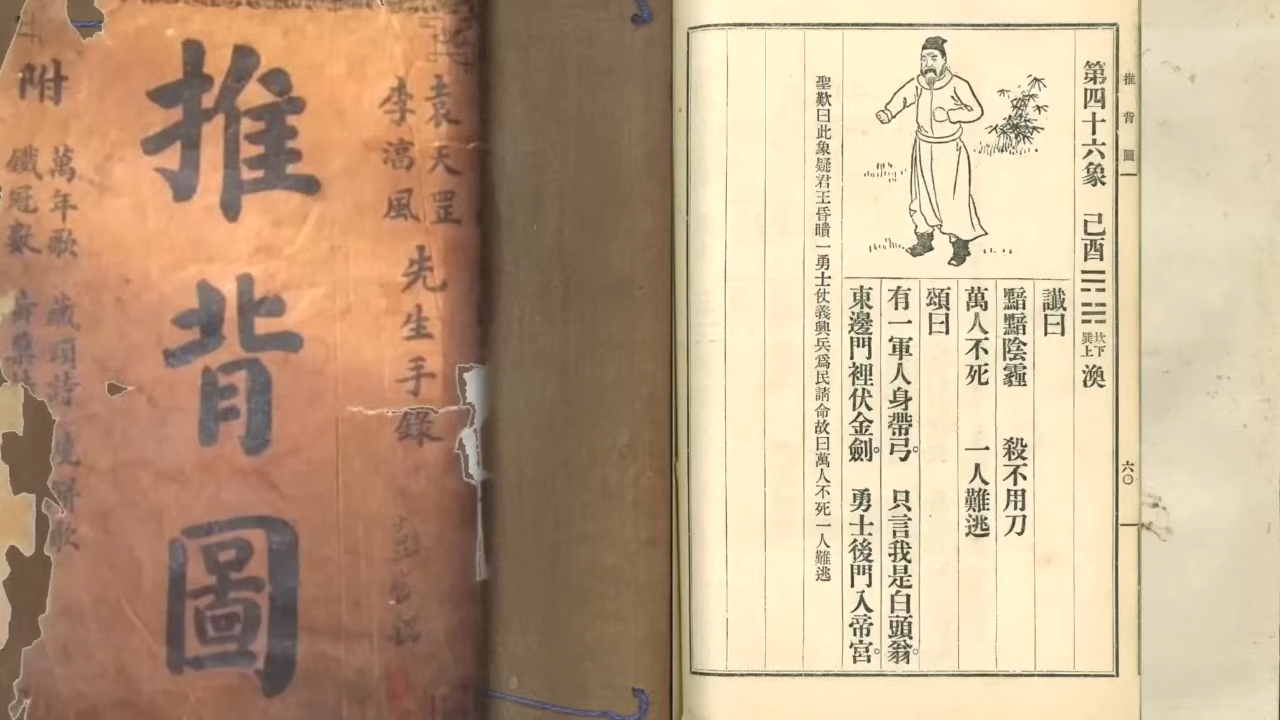 袁天罡
李淳風
先生手錄
推背圖
附
萬年歌 藏頭詩 燒餅歌
鐵冠數
推背圖
六〇
第四十六象 己酉 坎下巽上 渙
讖曰
黯黯陰霾 殺不用刀
萬人不死 一人難逃
頌曰
有一軍人身帶弓。 只言我是白頭翁。
東邊門裡伏金劍。 勇士後門入帝宮。
聖歎曰此象疑君王昏瞶一勇士仗義興兵爲民請命故曰萬人不死一人難逃